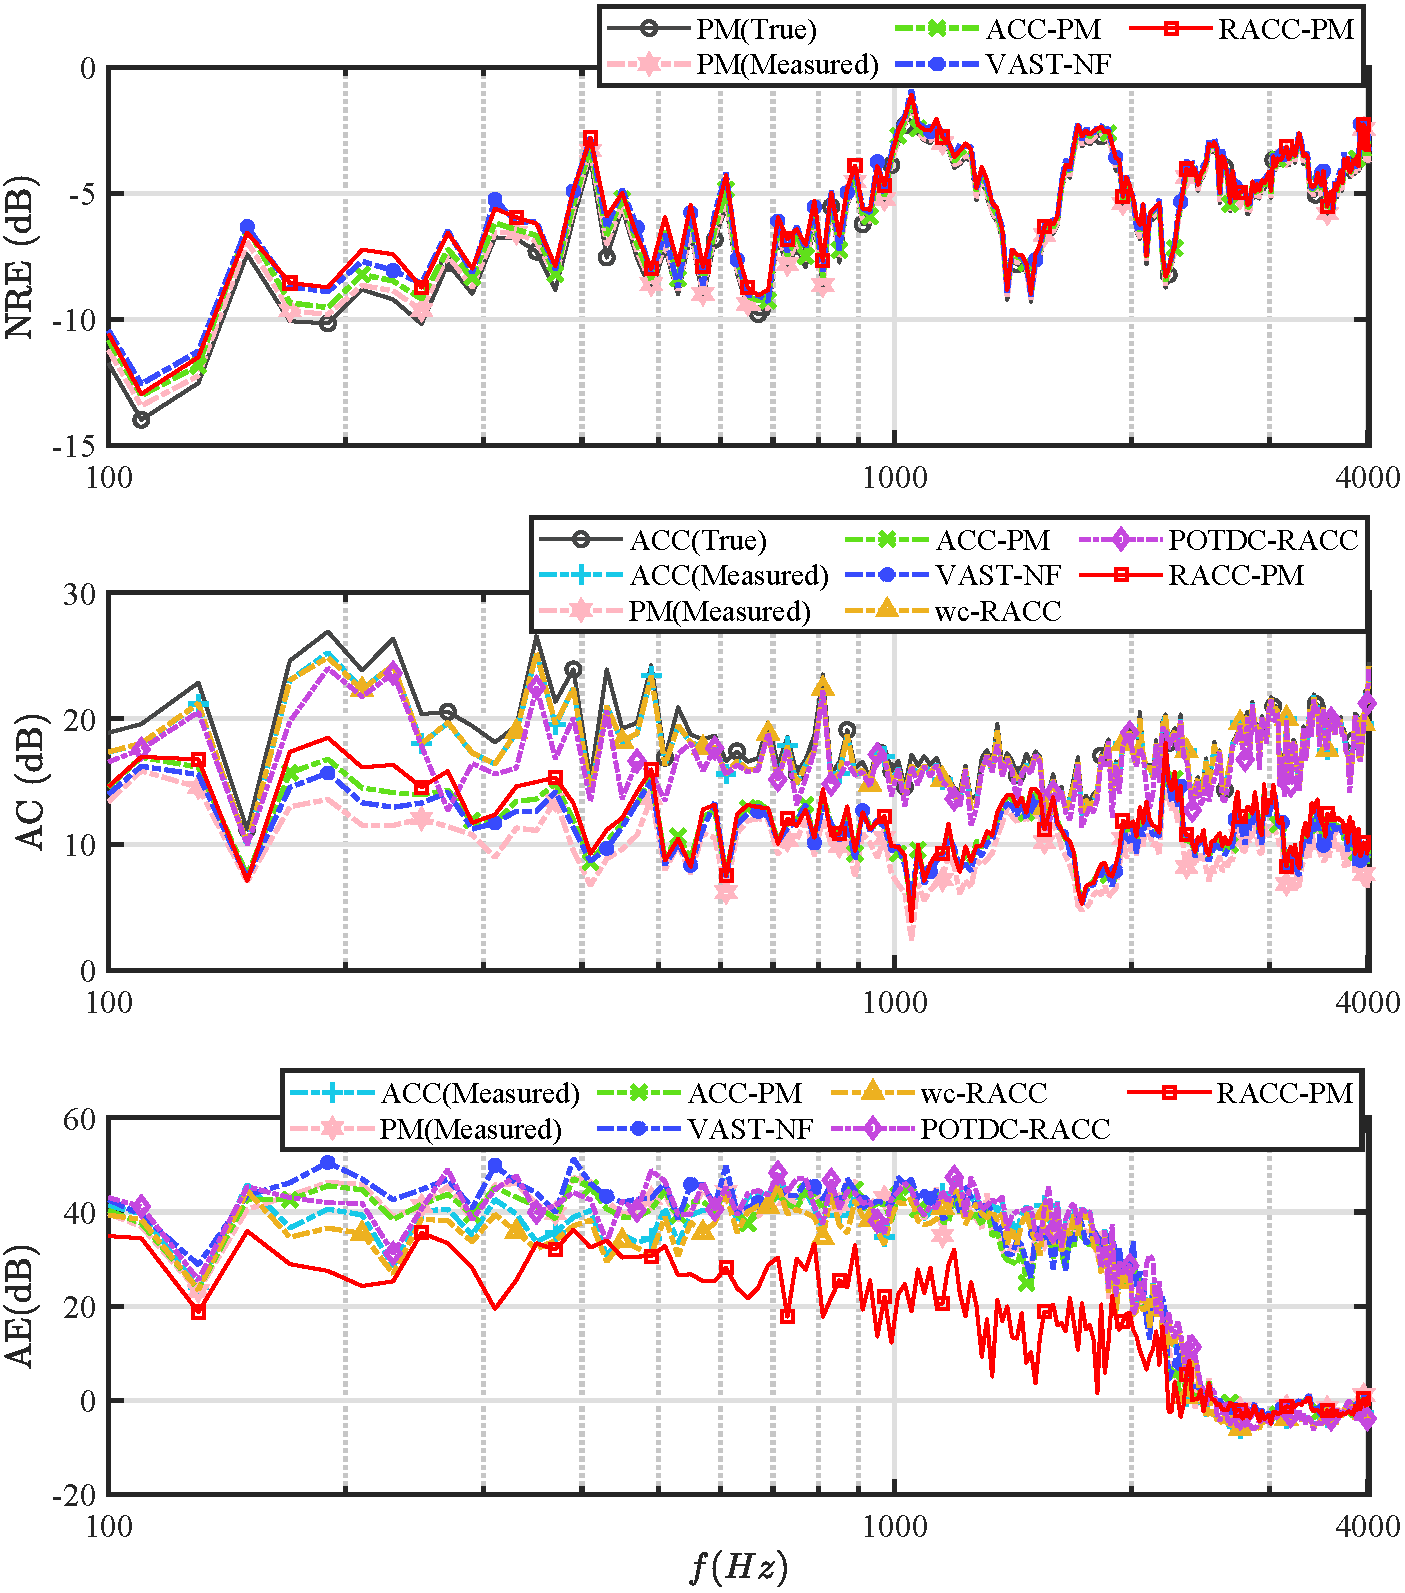 PM(True) ACC-PM RACC-PM
PM(Measured) VAST-NF
0
-5
-10
-15
NRE (dB)
100 1000 4000
ACC(True) ACC-PM POTDC-RACC
ACC(Measured) VAST-NF RACC-PM
PM(Measured) wc-RACC
30
20
10
0
AC (dB)
100 1000 4000
ACC(Measured) ACC-PM wc-RACC RACC-PM
PM(Measured) VAST-NF POTDC-RACC
60
40
20
0
-20
AE(dB)
100 1000 4000
f(Hz)